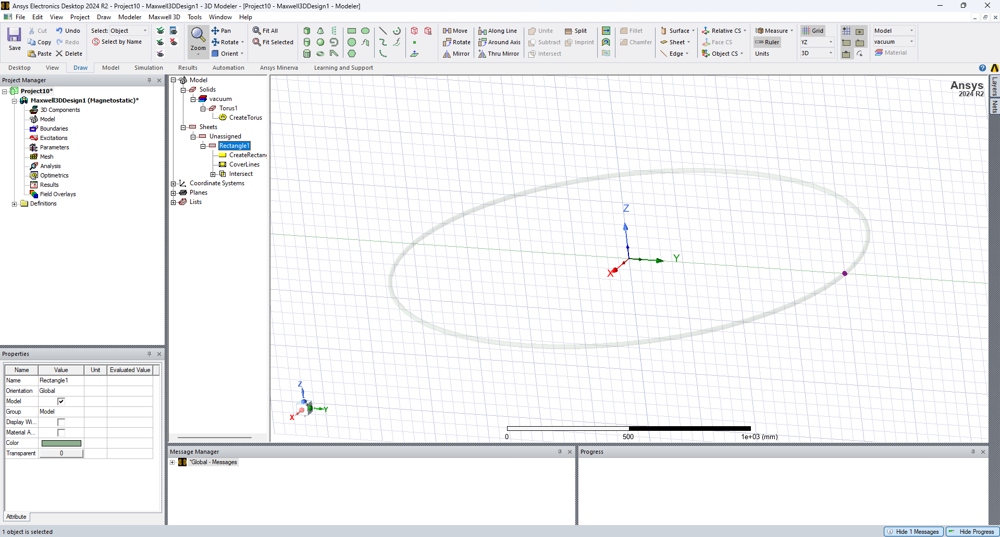 Ansys Electronics Desktop 2024 R2 - Project10 - Maxwell3DDesign1 - 3D Modeler - [Project10 - Maxwell3DDesign1 - Modeler]
File Edit View Project Draw Modeler Maxwell 3D Tools Window Help
Save
Cut Undo
Copy Redo
Paste Delete
Select: Object
Select by Name
Zoom
Pan
Rotate
Orient
Fit All
Fit Selected
Move
Rotate
Mirror
Along Line
Around Axis
Thru Mirror
Unite Split
Subtract Imprint
Intersect
Fillet
Chamfer
Surface
Sheet
Edge
Relative CS
Face CS
Object CS
Measure
Ruler
Units
Grid
YZ
3D
Model
vacuum
Material
Desktop View Draw Model Simulation Results Automation Ansys Minerva Learning and Support
Project Manager
Project10*
Maxwell3DDesign1 (Magnetostatic)*
3D Components
Model
Boundaries
Excitations
Parameters
Mesh
Analysis
Optimetrics
Results
Field Overlays
Definitions
Model
Solids
vacuum
Torus1
CreateTorus
Sheets
Unassigned
Rectangle1
CreateRectan
CoverLines
Intersect
Coordinate Systems
Planes
Lists
Ansys
2024 R2
Layers
Nets
Z
Y
X
Z
Y
X
0 500 1e+03 (mm)
Properties
Name Value Unit Evaluated Value
Name Rectangle1
Orientation Global
Model
Group Model
Display Wi...
Material A...
Color
Transparent 0
Attribute
Message Manager
*Global - Messages
Progress
1 object is selected
Hide 1 Messages Hide Progress